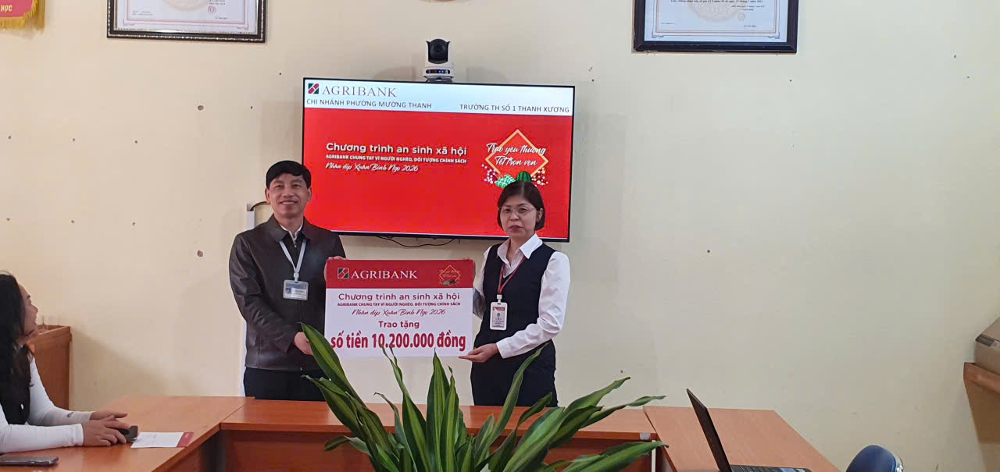 HỌC
AGRIBANK
CHI NHÁNH PHƯỜNG MƯỜNG THANH
TRƯỜNG TH SỐ 1 THANH XƯƠNG
Chương trình an sinh xã hội
AGRIBANK CHUNG TAY VÌ NGƯỜI NGHÈO, ĐỐI TƯỢNG CHÍNH SÁCH
Nhân dịp Xuân Bính Ngọ 2026
Trao yêu thương
Tết trọn vẹn
AGRIBANK
Chương trình an sinh xã hội
AGRIBANK CHUNG TAY VÌ NGƯỜI NGHÈO, ĐỐI TƯỢNG CHÍNH SÁCH
Nhân dịp Xuân Bính Ngọ 2026
Trao tặng
số tiền 10.200.000 đồng